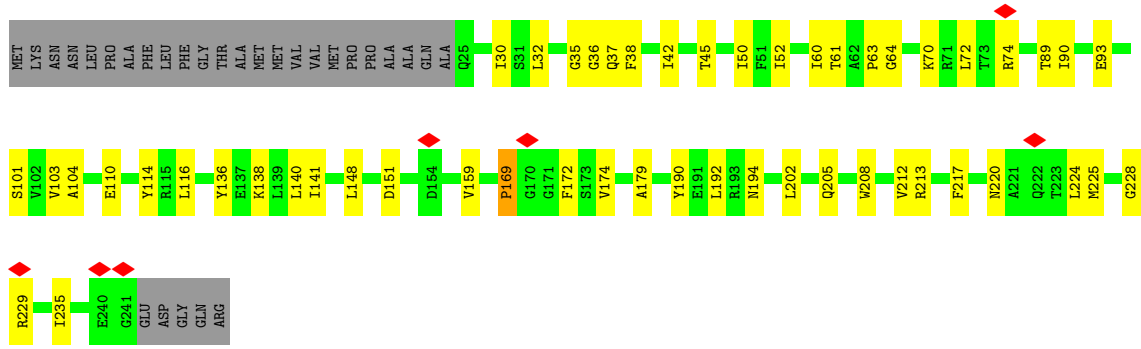 MET LYS ASN ASN LEU PRO ALA PHE LEU PHE GLY THR ALA MET MET VAL VAL MET PRO PRO ALA ALA GLN ALA Q25 I30 S31 L32 G35 G36 Q37 F38 I42 T45 I50 F51 I52 I60 T61 A62 P63 G64 K70 R71 L72 T73 R74 T89 I90 E93
S101 V102 V103 A104 E110 Y114 R115 L116 Y136 E137 K138 L139 L140 I141 L148 D151 D154 V159 P169 G170 G171 F172 S173 V174 A179 Y190 E191 L192 R193 N194 L202 Q205 W208 V212 R213 F217 N220 A221 Q222 T223 L224 M225 G228
R229 I235 E240 G241 GLU ASP GLY GLN ARG